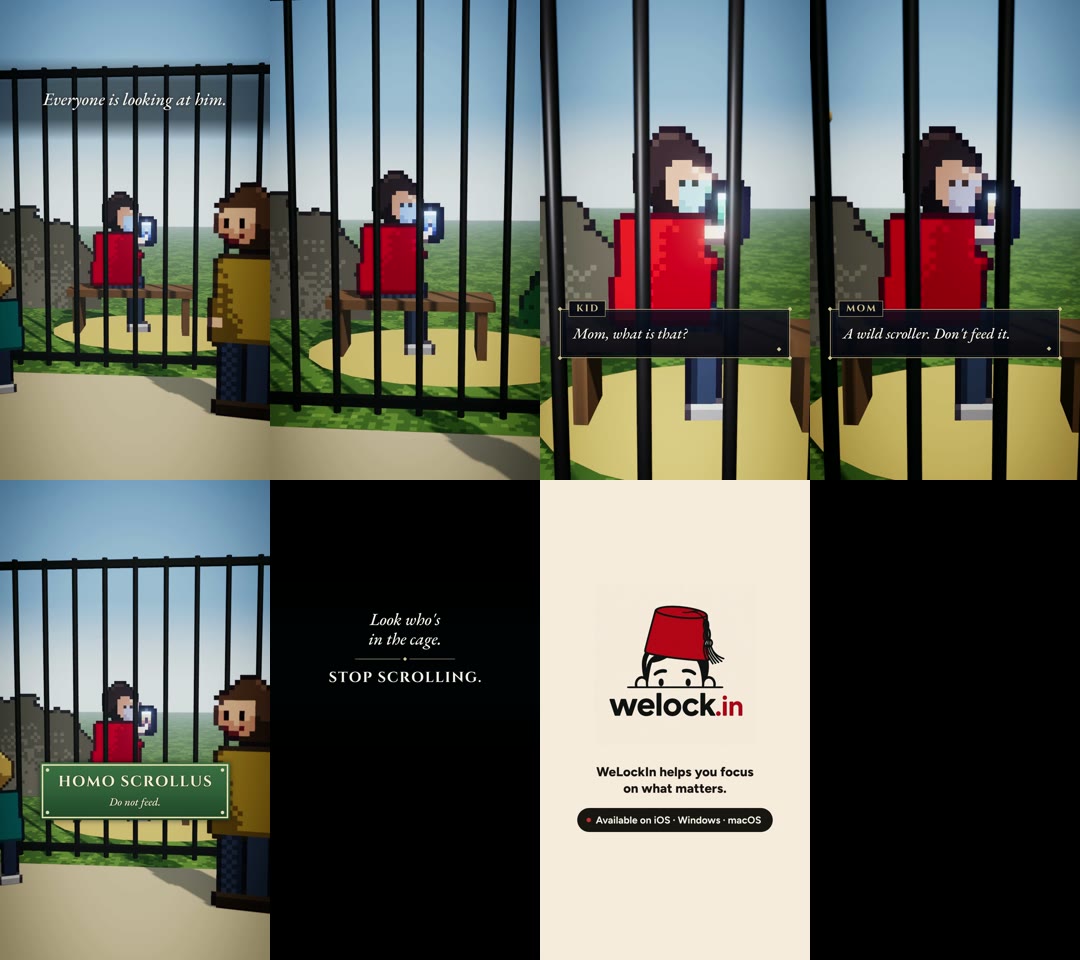 Everyone is looking at him.
KID
Mom, what is that?
MOM
A wild scroller. Don't feed it.
HOMO SCROLLUS
Do not feed.
Look who's
in the cage.
STOP SCROLLING.
welock.in
WeLockIn helps you focus
on what matters.
Available on iOS · Windows · macOS